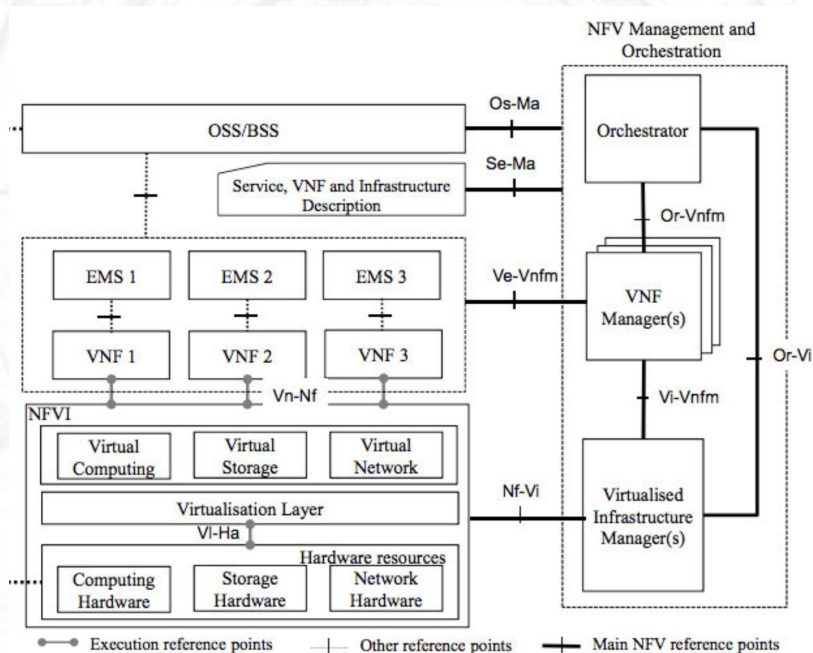 NFV Management and
Orchestration
Os-Ma
OSS/BSS
Orchestrator
Se-Ma
Service, VNF and Infrastructure
Description
Or-Vnfm
EMS 1
EMS 2
EMS 3
Ve-Vnfm
VNF
Manager(s)
VNF 1
VNF 2
VNF 3
Or-Vi
Vn-Nf
Vi-Vnfm
NFVI
Virtual
Computing
Virtual
Storage
Virtual
Network
Nf-Vi
Virtualised
Infrastructure
Manager(s)
Virtualisation Layer
Vl-Ha
Hardware resources
Computing
Hardware
Storage
Hardware
Network
Hardware
Execution reference points
Other reference points
Main NFV reference points